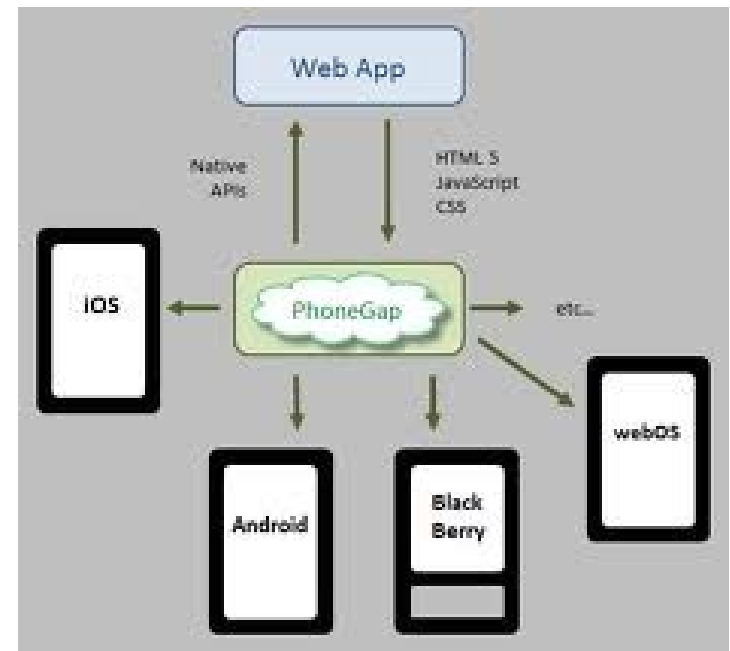 Web App
Native
APIs
HTML 5
JavaScript
CSS
iOS
PhoneGap
etc...
webOS
Android
Black
Berry